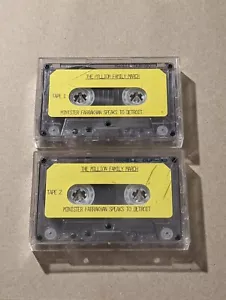 THE MILLION FAMILY MARCH
TAPE 1
MINISTER FARRAKHAN SPEAKS TO DETROIT
THE MILLION FAMILY MARCH
TAPE 2
MINISTER FARRAKHAN SPEAKS TO DETROIT